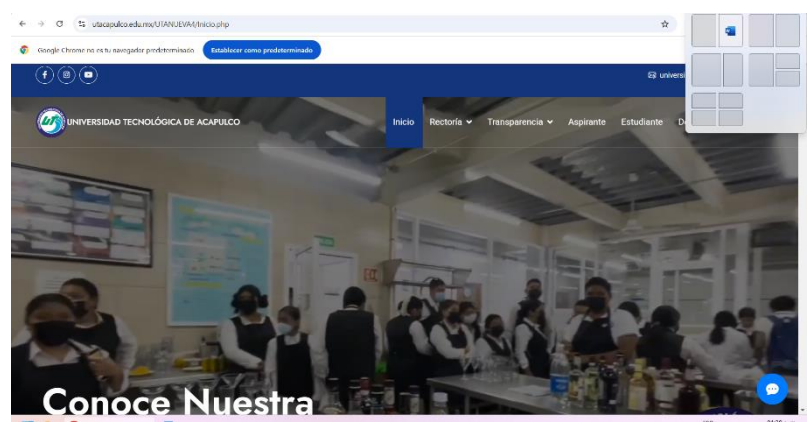 utacapulco.edu.mx/UTANUEVA4/Inicio.php
Google Chrome no es tu navegador predeterminado Establecer como predeterminado
UNIVERSIDAD TECNOLÓGICA DE ACAPULCO Inicio Rectoría Transparencia Aspirante Estudiante
Conoce Nuestra